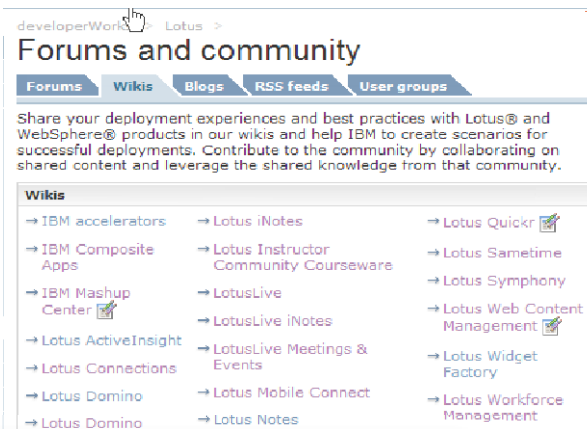 developerWorks > Lotus >
Forums and community
Forums Wikis Blogs RSS feeds User groups
Share your deployment experiences and best practices with Lotus® and
WebSphere® products in our wikis and help IBM to create scenarios for
successful deployments. Contribute to the community by collaborating on
shared content and leverage the shared knowledge from that community.
Wikis
→ IBM accelerators
→ IBM Composite
Apps
→ IBM Mashup
Center
→ Lotus ActiveInsight
→ Lotus Connections
→ Lotus Domino
→ Lotus Domino
→ Lotus iNotes
→ Lotus Instructor
Community Courseware
→ LotusLive
→ LotusLive iNotes
→ LotusLive Meetings &
Events
→ Lotus Mobile Connect
→ Lotus Notes
→ Lotus Quickr
→ Lotus Sametime
→ Lotus Symphony
→ Lotus Web Content
Management
→ Lotus Widget
Factory
→ Lotus Workforce
Management